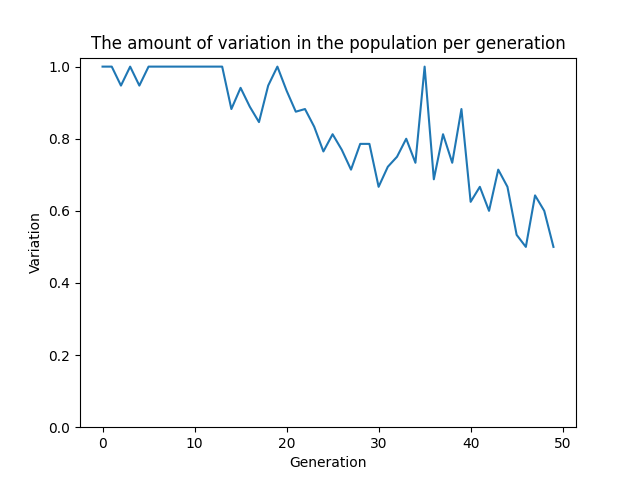 The amount of variation in the population per generation
1.0
0.8
0.6
0.4
0.2
0.0
Variation
0 10 20 30 40 50
Generation